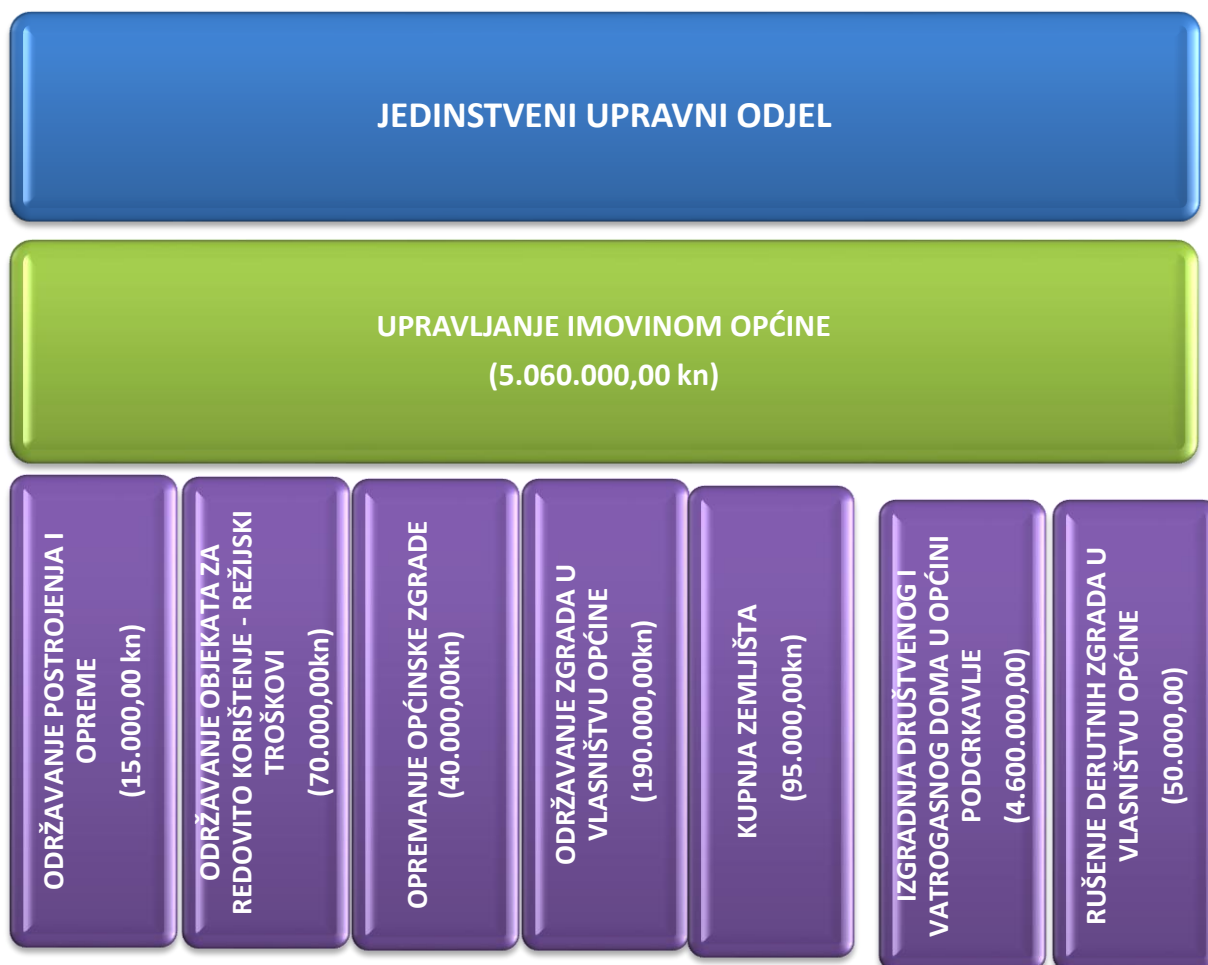 JEDINSTVENI UPRAVNI ODJEL
UPRAVLJANJE IMOVINOM OPĆINE
(5.060.000,00 kn)
ODRŽAVANJE POSTROJENJA I
OPREME
(15.000,00 kn)
ODRŽAVANJE OBJEKATA ZA
REDOVITO KORIŠTENJE - REŽIJSKI
TROŠKOVI
(70.000,00kn)
OPREMANJE OPĆINSKE ZGRADE
(40.000,00kn)
ODRŽAVANJE ZGRADA U
VLASNIŠTVU OPĆINE
(190.000,00kn)
KUPNJA ZEMLJIŠTA
(95.000,00kn)
IZGRADNJA DRUŠTVENOG I
VATROGASNOG DOMA U OPĆINI
PODCRKAVLJE
(4.600.000,00)
RUŠENJE DERUTNIH ZGRADA U
VLASNIŠTVU OPĆINE
(50.000,00)